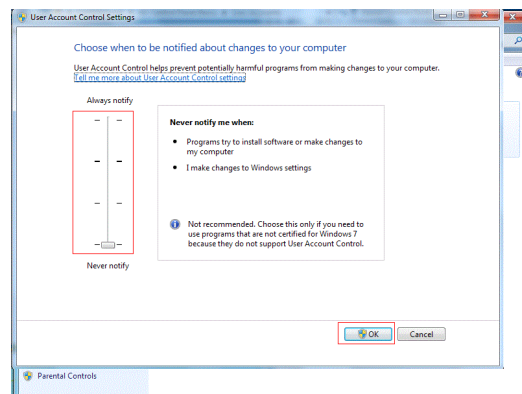 User Account Control Settings
Choose when to be notified about changes to your computer
User Account Control helps prevent potentially harmful programs from making changes to your computer.
Tell me more about User Account Control settings
Always notify
Never notify me when:
Programs try to install software or make changes to
my computer
I make changes to Windows settings
Not recommended. Choose this only if you need to
use programs that are not certified for Windows 7
because they do not support User Account Control.
Never notify
OK
Cancel
Parental Controls